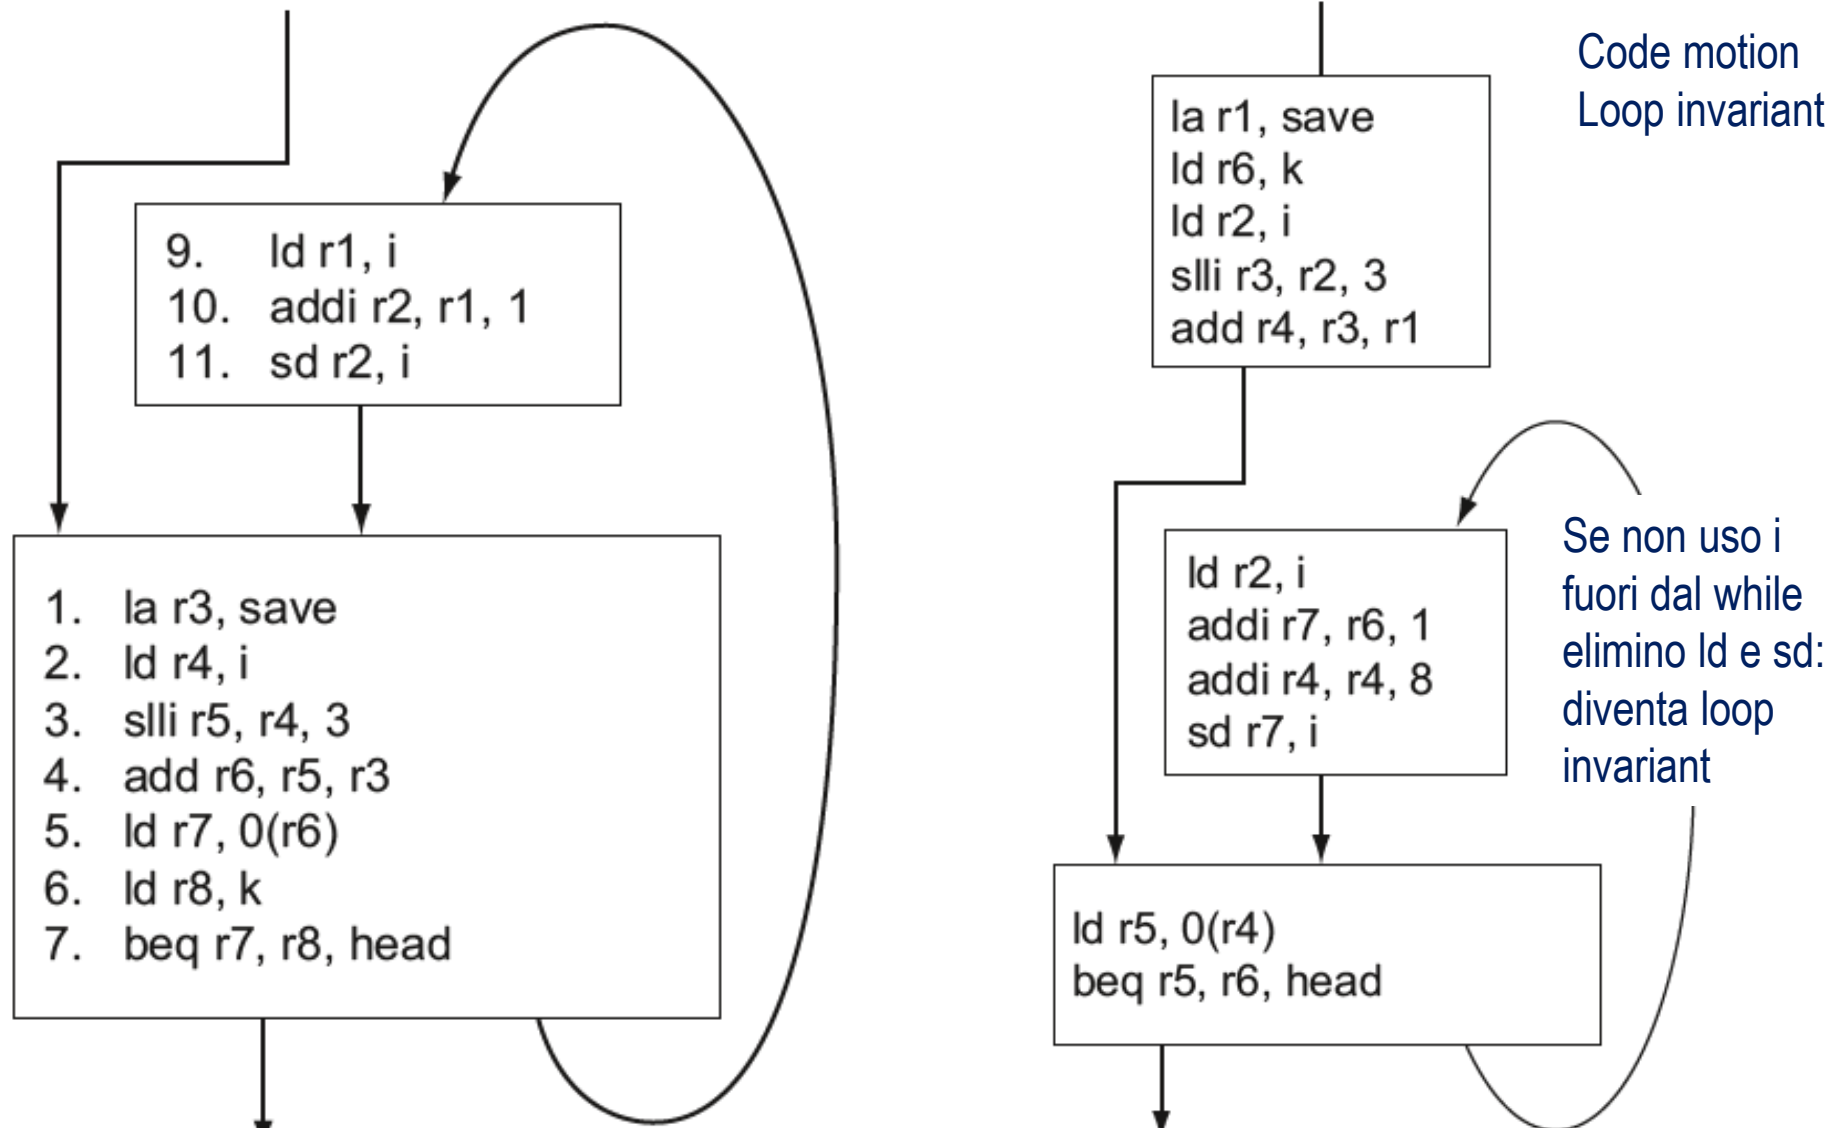 9. ld r1, i
10. addi r2, r1, 1
11. sd r2, i
1. la r3, save
2. ld r4, i
3. slli r5, r4, 3
4. add r6, r5, r3
5. ld r7, 0(r6)
6. ld r8, k
7. beq r7, r8, head
la r1, save
ld r6, k
ld r2, i
slli r3, r2, 3
add r4, r3, r1
Code motion
Loop invariant
ld r2, i
addi r7, r6, 1
addi r4, r4, 8
sd r7, i
Se non uso i
fuori dal while
elimino ld e sd:
diventa loop
invariant
ld r5, 0(r4)
beq r5, r6, head